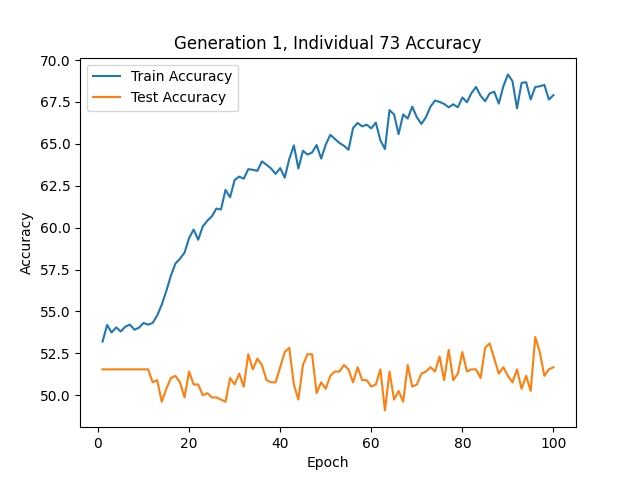 Generation 1, Individual 73 Accuracy
70.0
67.5
65.0
62.5
60.0
57.5
55.0
52.5
50.0
Accuracy
Train Accuracy
Test Accuracy
0 20 40 60 80 100
Epoch